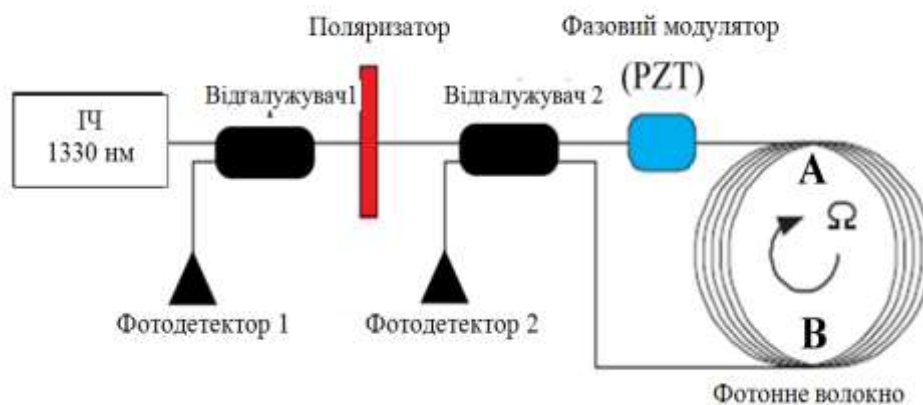 Поляризатор
Фазовий модулятор
(PZT)
Відгалужувач1
Відгалужувач 2
ІЧ
1330 нм
A
Ω
B
Фотодетектор 1
Фотодетектор 2
Фотонне волокно